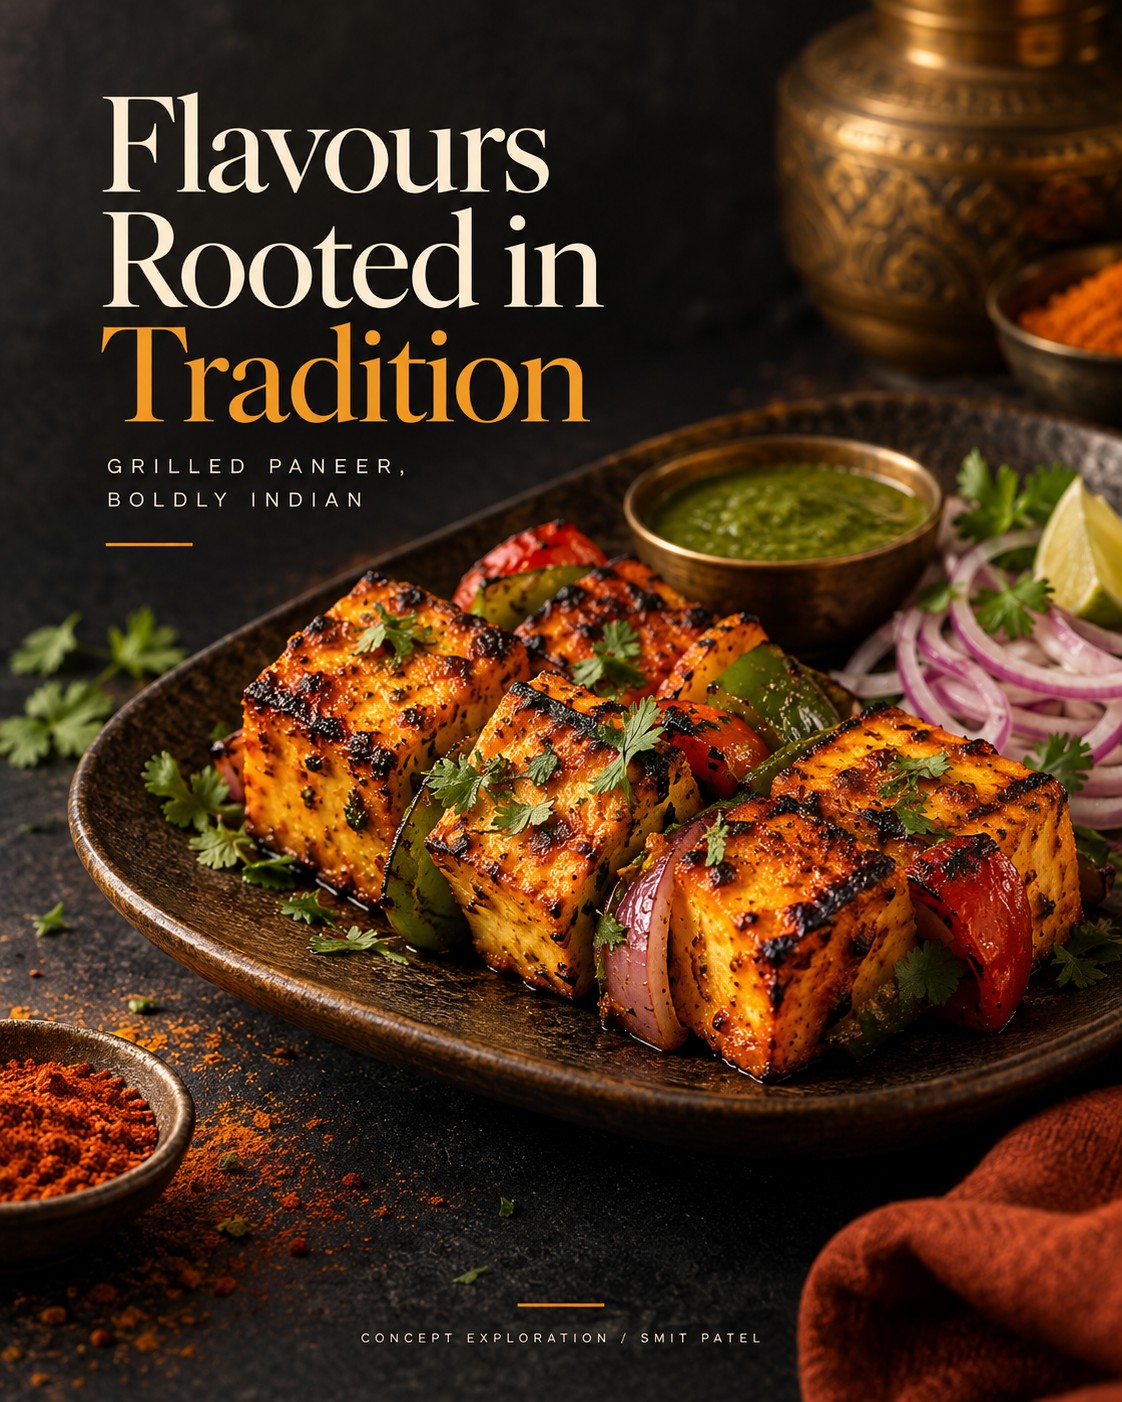 Flavours
Rooted in
Tradition
GRILLED PANEER,
BOLDLY INDIAN
CONCEPT EXPLORATION / SMIT PATEL